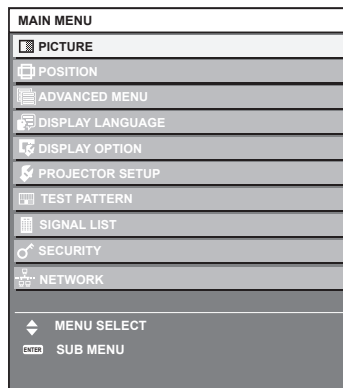 MAIN MENU
PICTURE
POSITION
ADVANCED MENU
DISPLAY LANGUAGE
DISPLAY OPTION
PROJECTOR SETUP
TEST PATTERN
SIGNAL LIST
SECURITY
NETWORK
MENU SELECT
ENTER SUB MENU